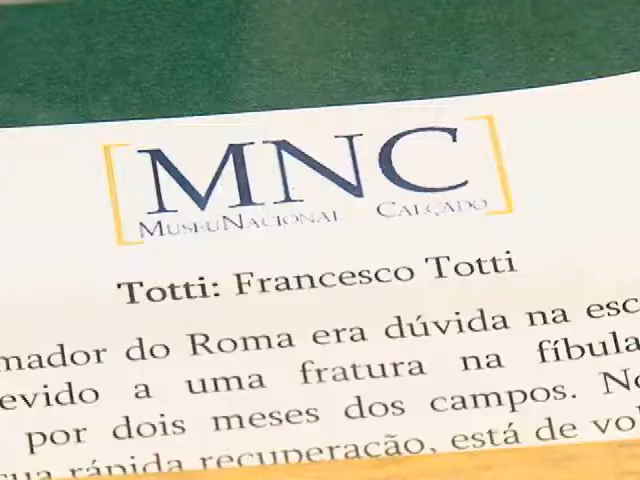 MNC
MUSEU NACIONAL CALÇADO
Totti: Francesco Totti
mador do Roma era dúvida na esc
evido a uma fratura na fíbula
por dois meses dos campos. No
sua rápida recuperação, está de vo